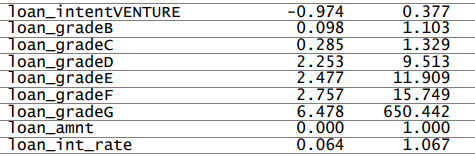 loan_intentVENTURE -0.974 0.377
loan_gradeB 0.098 1.103
loan_gradeC 0.285 1.329
loan_gradeD 2.253 9.513
loan_gradeE 2.477 11.909
loan_gradeF 2.757 15.749
loan_gradeG 6.478 650.442
loan_amnt 0.000 1.000
loan_int_rate 0.064 1.067